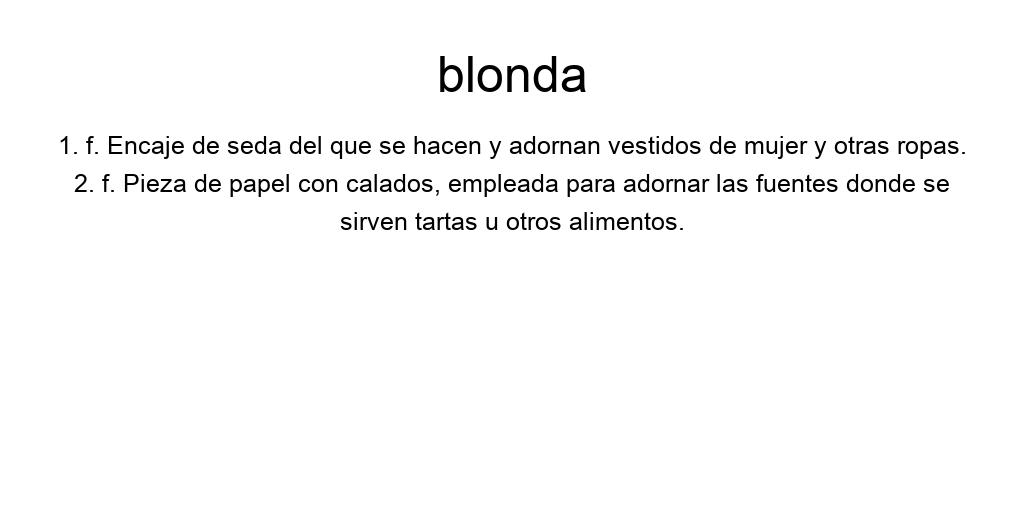 blonda
1. f. Encaje de seda del que se hacen y adornan vestidos de mujer y otras ropas.
2. f. Pieza de papel con calados, empleada para adornar las fuentes donde se
sirven tartas u otros alimentos.